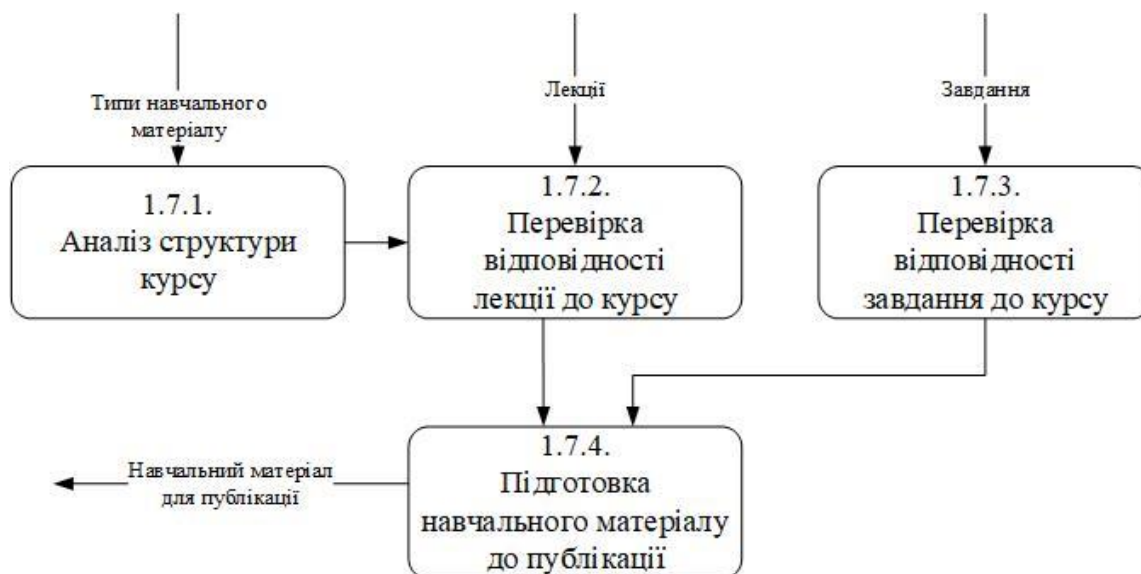 Типи навчального
матеріалу
Лекції
Завдання
1.7.1.
Аналіз структури
курсу
1.7.2.
Перевірка
відповідності
лекції до курсу
1.7.3.
Перевірка
відповідності
завдання до курсу
Навчальний матеріал
для публікації
1.7.4.
Підготовка
навчального матеріалу
до публікації